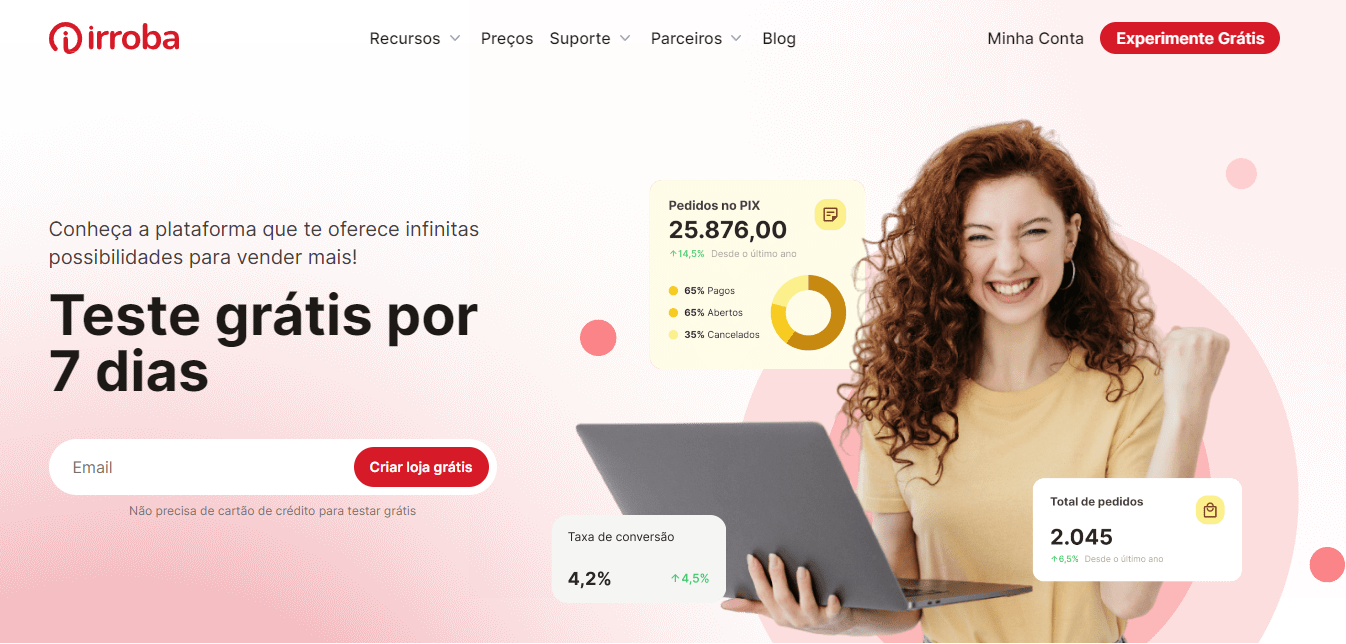 irroba
Recursos
Preços
Suporte
Parceiros
Blog
Minha Conta
Experimente Grátis
Conheça a plataforma que te oferece infinitas
possibilidades para vender mais!
Teste grátis por
7 dias
Email
Criar loja grátis
Não precisa de cartão de crédito para testar grátis
Pedidos no PIX
25.876,00
↑14,5% Desde o último ano
65% Pagos
65% Abertos
35% Cancelados
Taxa de conversão
4,2% ↑4,5%
Total de pedidos
2.045
↑6,5% Desde o último ano